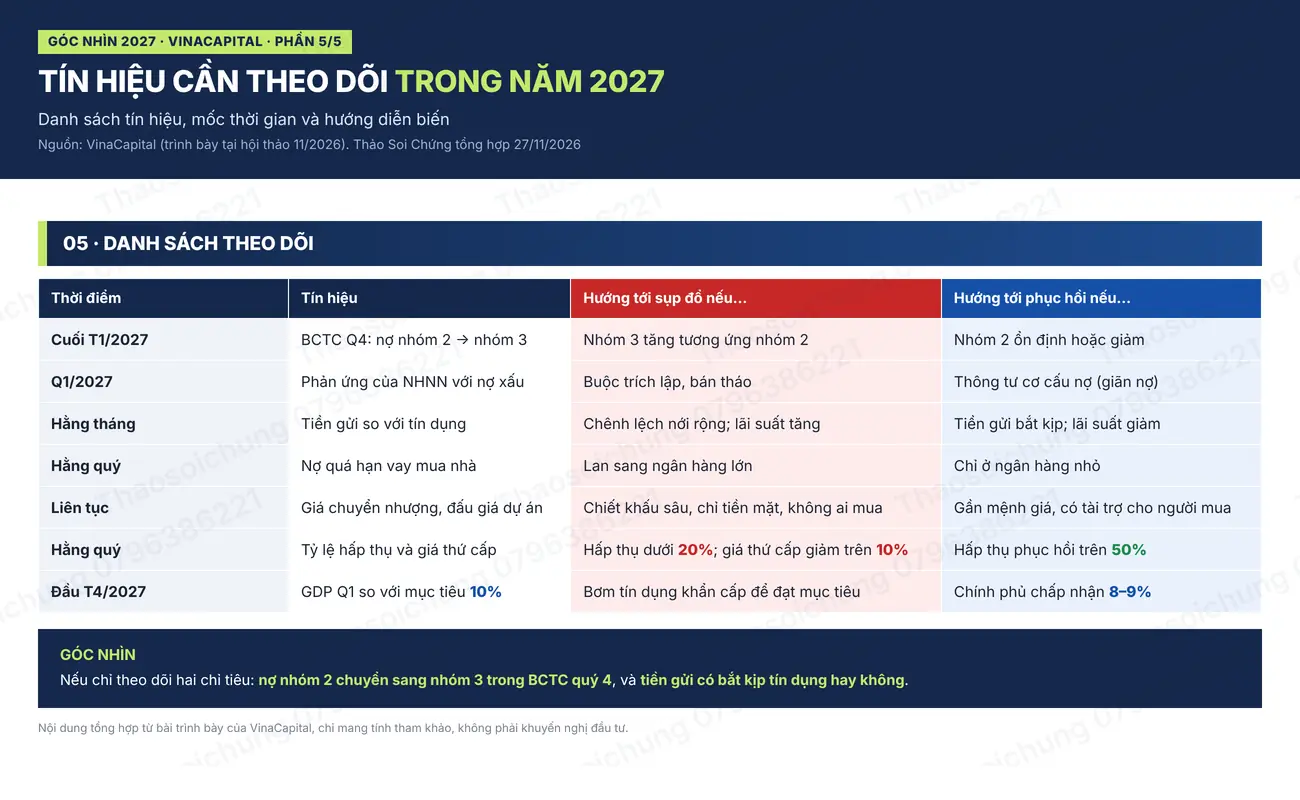 GÓC NHÌN 2027 · VINACAPITAL · PHẦN 5/5
TÍN HIỆU CẦN THEO DÕI TRONG NĂM 2027
Danh sách tín hiệu, mốc thời gian và hướng diễn biến
Nguồn: VinaCapital (trình bày tại hội thảo 11/2026). Thảo Soi Chứng tổng hợp 27/11/2026
05 · DANH SÁCH THEO DÕI
Thời điểm Tín hiệu Hướng tới sụp đổ nếu... Hướng tới phục hồi nếu...
Cuối T1/2027 BCTC Q4: nợ nhóm 2 → nhóm 3 Nhóm 3 tăng tương ứng nhóm 2 Nhóm 2 ổn định hoặc giảm
Q1/2027 Phản ứng của NHNN với nợ xấu Buộc trích lập, bán tháo Thông tư cơ cấu nợ (giãn nợ)
Hằng tháng Tiền gửi so với tín dụng Chênh lệch nới rộng; lãi suất tăng Tiền gửi bắt kịp; lãi suất giảm
Hằng quý Nợ quá hạn vay mua nhà Lan sang ngân hàng lớn Chỉ ở ngân hàng nhỏ
Liên tục Giá chuyển nhượng, đấu giá dự án Chiết khấu sâu, chỉ tiền mặt, không ai mua Gần mệnh giá, có tài trợ cho người mua
Hằng quý Tỷ lệ hấp thụ và giá thứ cấp Hấp thụ dưới 20%; giá thứ cấp giảm trên 10% Hấp thụ phục hồi trên 50%
Đầu T4/2027 GDP Q1 so với mục tiêu 10% Bơm tín dụng khẩn cấp để đạt mục tiêu Chính phủ chấp nhận 8–9%
GÓC NHÌN
Nếu chỉ theo dõi hai chỉ tiêu: nợ nhóm 2 chuyển sang nhóm 3 trong BCTC quý 4, và tiền gửi có bắt kịp tín dụng hay không.
Nội dung tổng hợp từ bài trình bày của VinaCapital, chỉ mang tính tham khảo, không phải khuyến nghị đầu tư.
Thaosoichung 0796386221